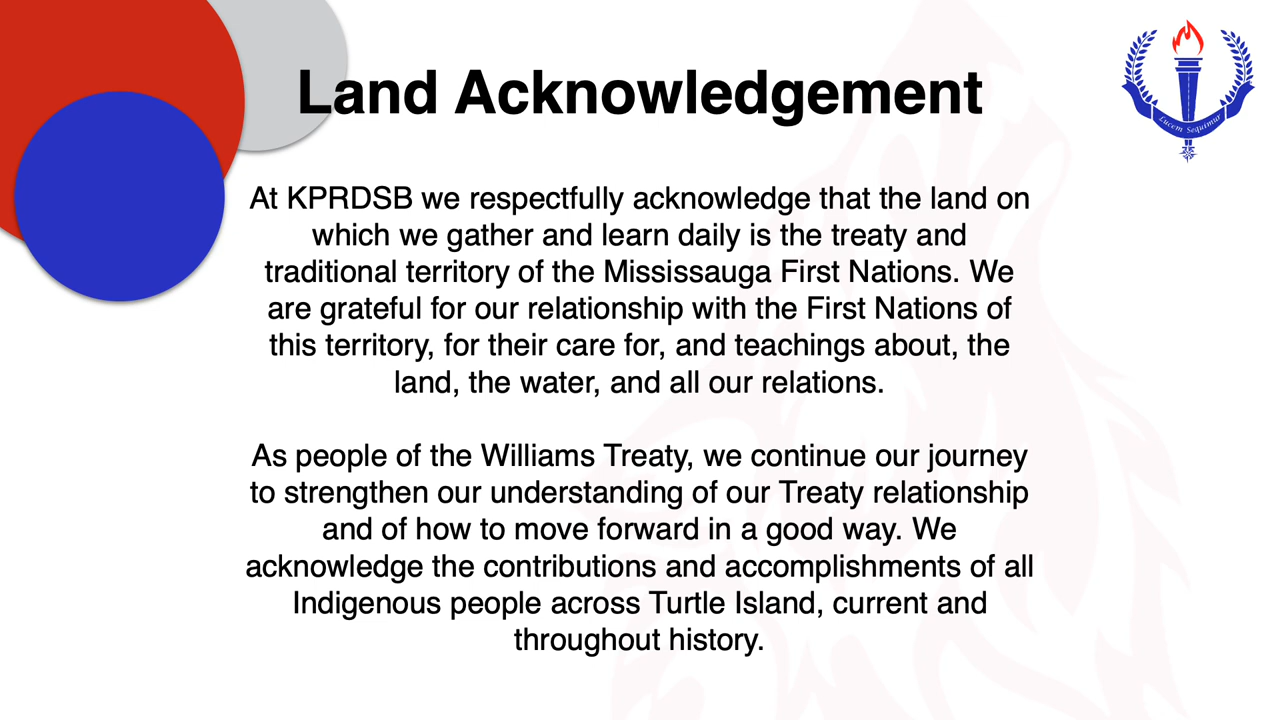 Land Acknowledgement
Lucem Sequimur
At KPRDSB we respectfully acknowledge that the land on
which we gather and learn daily is the treaty and
traditional territory of the Mississauga First Nations. We
are grateful for our relationship with the First Nations of
this territory, for their care for, and teachings about, the
land, the water, and all our relations.
As people of the Williams Treaty, we continue our journey
to strengthen our understanding of our Treaty relationship
and of how to move forward in a good way. We
acknowledge the contributions and accomplishments of all
Indigenous people across Turtle Island, current and
throughout history.